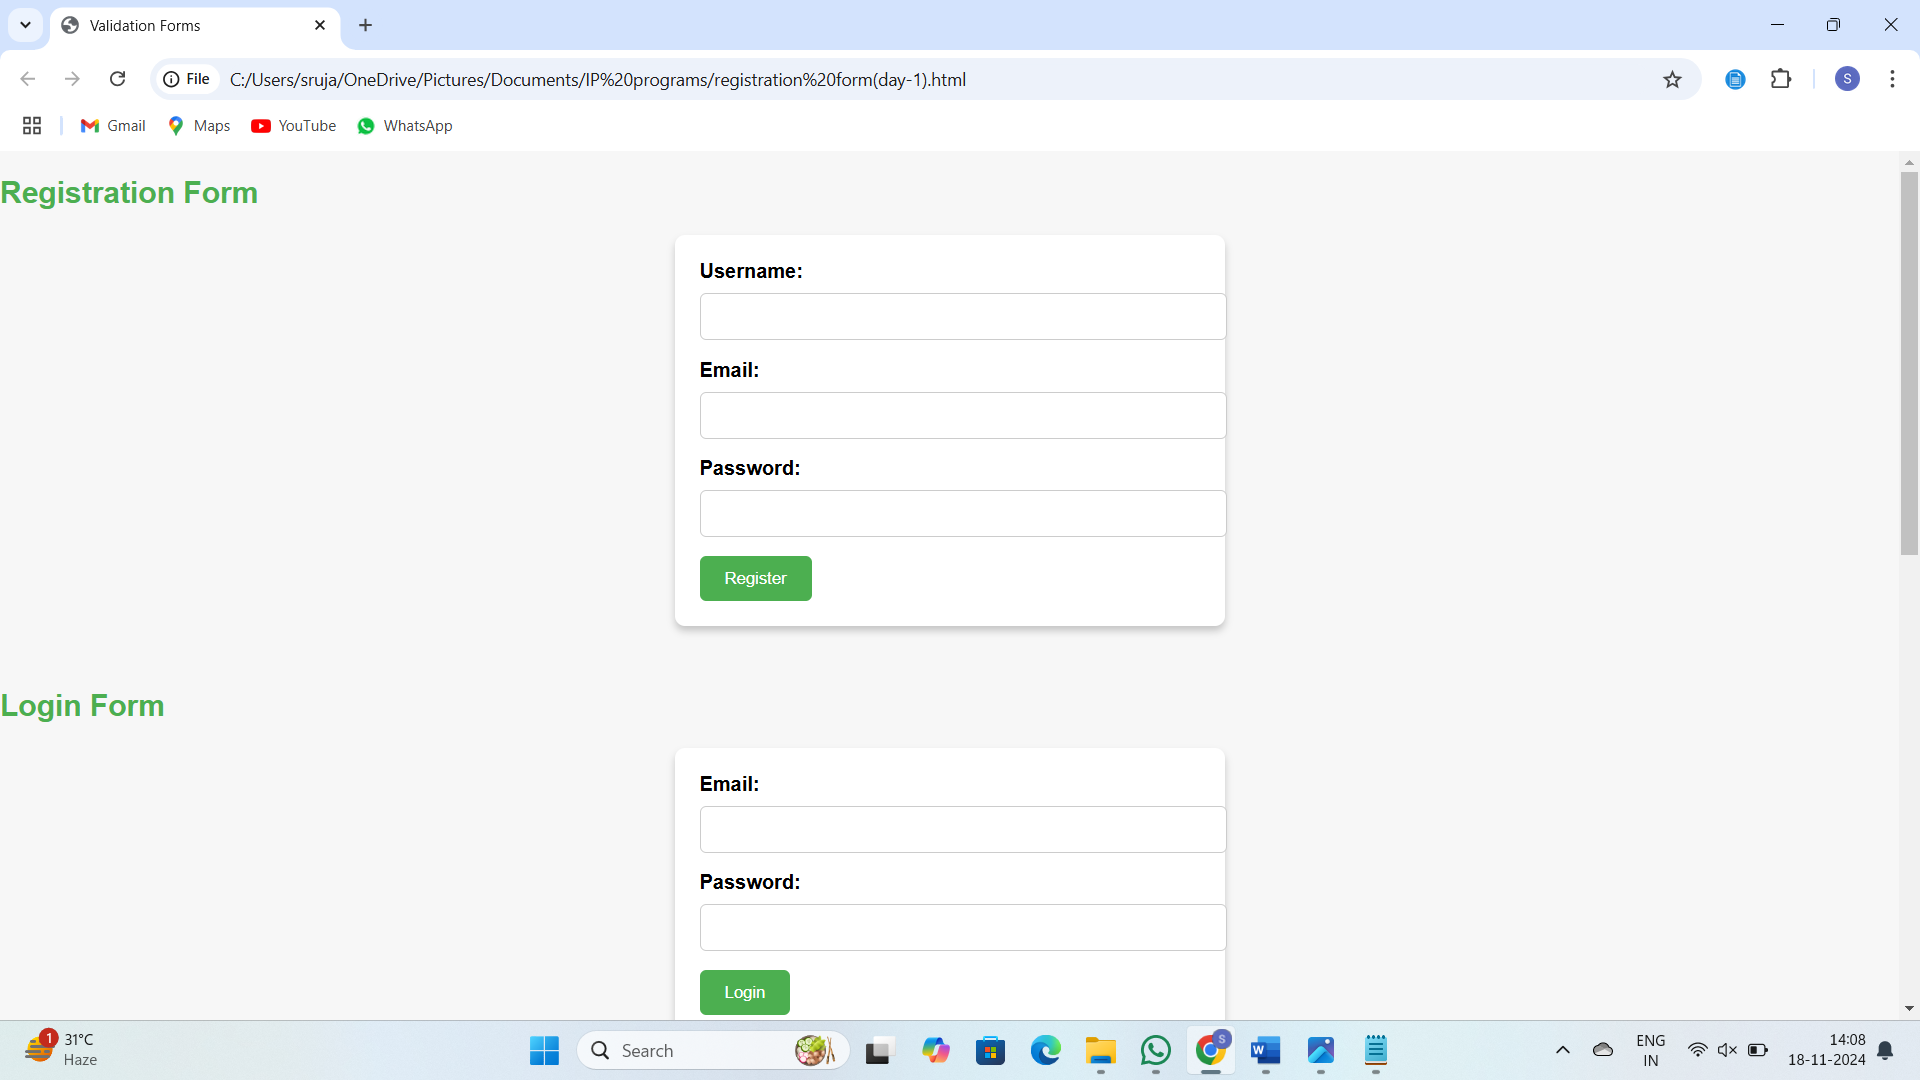 Validation Forms
File
C:/Users/sruja/OneDrive/Pictures/Documents/IP%20programs/registration%20form(day-1).html
S
Gmail
Maps
YouTube
WhatsApp
Registration Form
Username:
Email:
Password:
Register
Login Form
Email:
Password:
Login
1
31°C
Haze
Search
S
W
ENG
IN
14:08
18-11-2024